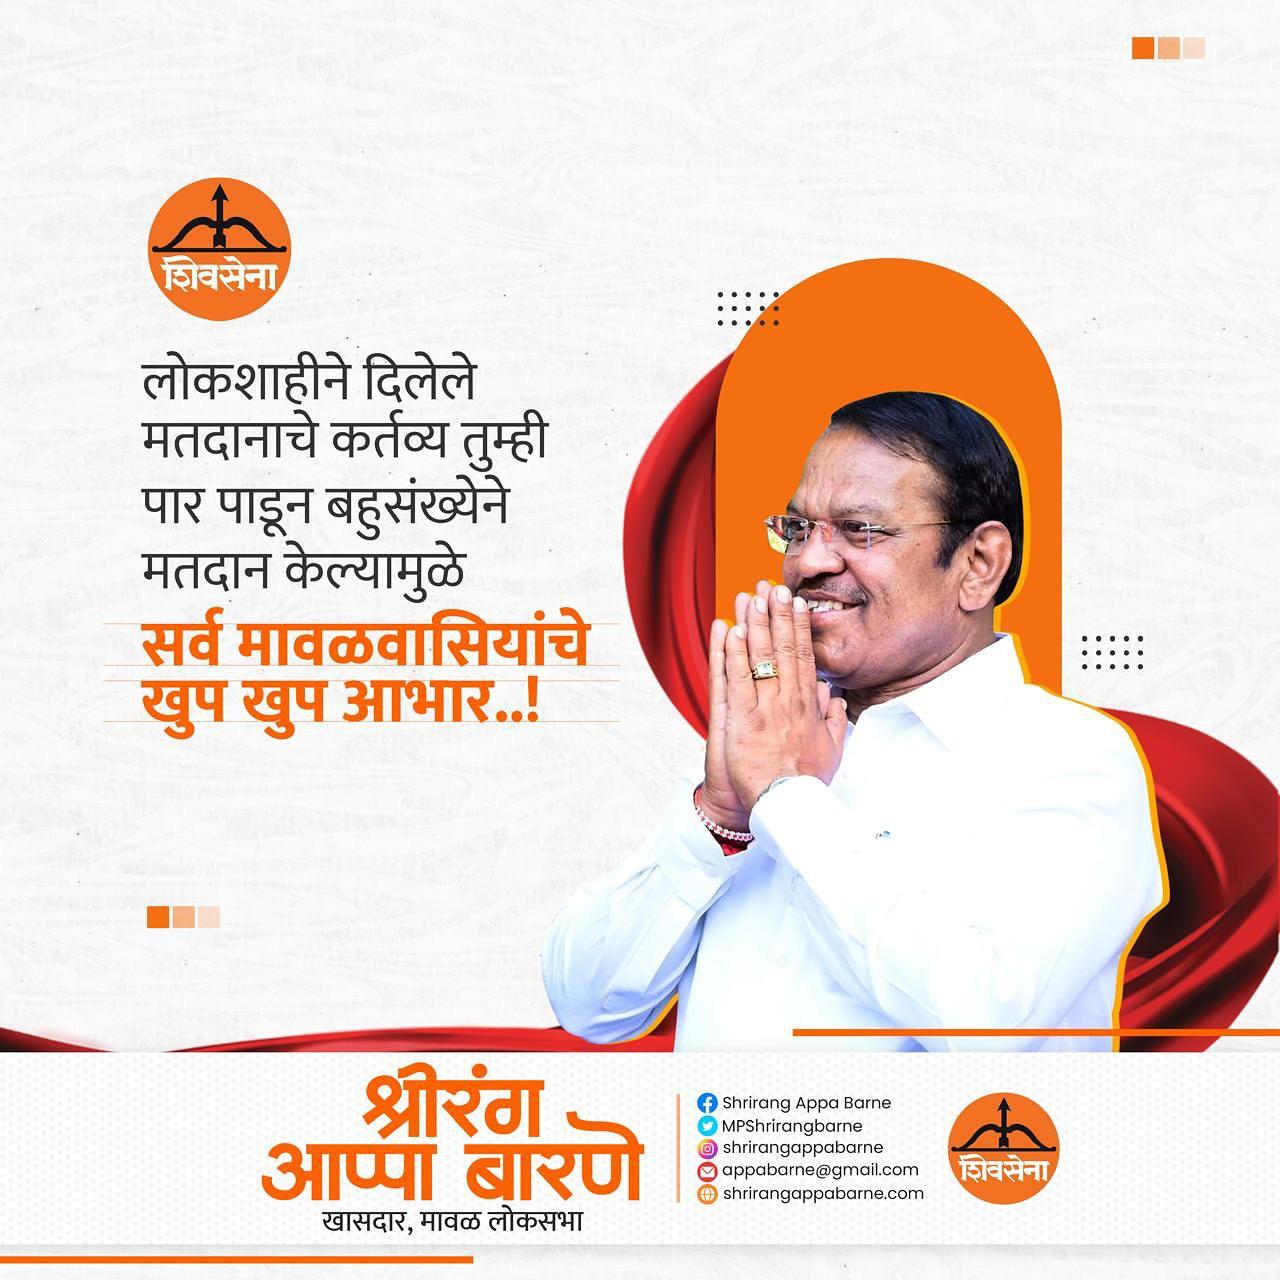 शिवसेना
लोकशाहीने दिलेले
मतदानाचे कर्तव्य तुम्ही
पार पाडून बहुसंख्येने
मतदान केल्यामुळे
सर्व मावळवासियांचे
खुप खुप आभार..!
श्रीरंग
आप्पा बारणे
खासदार, मावळ लोकसभा
Shrirang Appa Barne
MPShrirangbarne
shrirangappabarne
appabarne@gmail.com
shrirangappabarne.com
शिवसेना